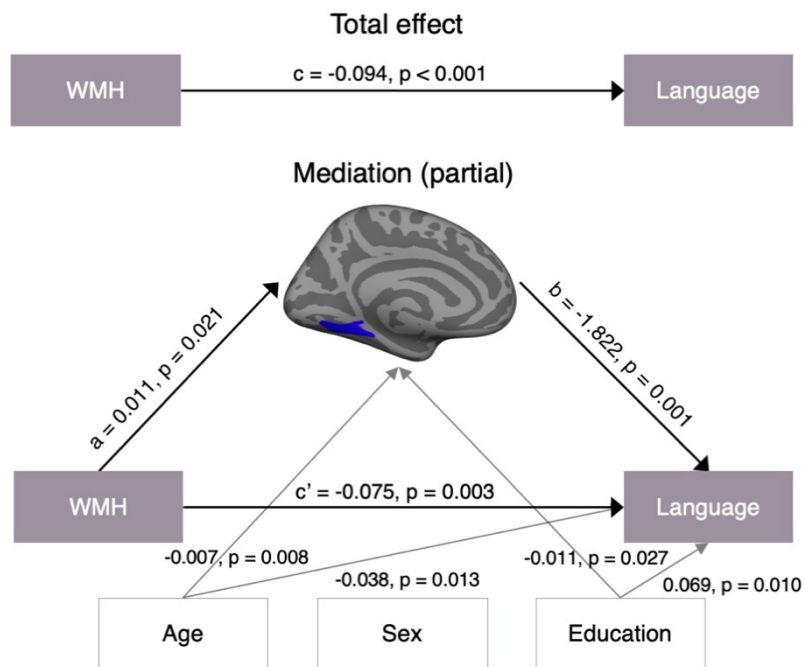 Total effect
WMH
c = -0.094, p < 0.001
Language
Mediation (partial)
a = 0.011, p = 0.021
b = -1.822, p = 0.001
WMH
c’ = -0.075, p = 0.003
Language
-0.007, p = 0.008
-0.011, p = 0.027
-0.038, p = 0.013
0.069, p = 0.010
Age
Sex
Education